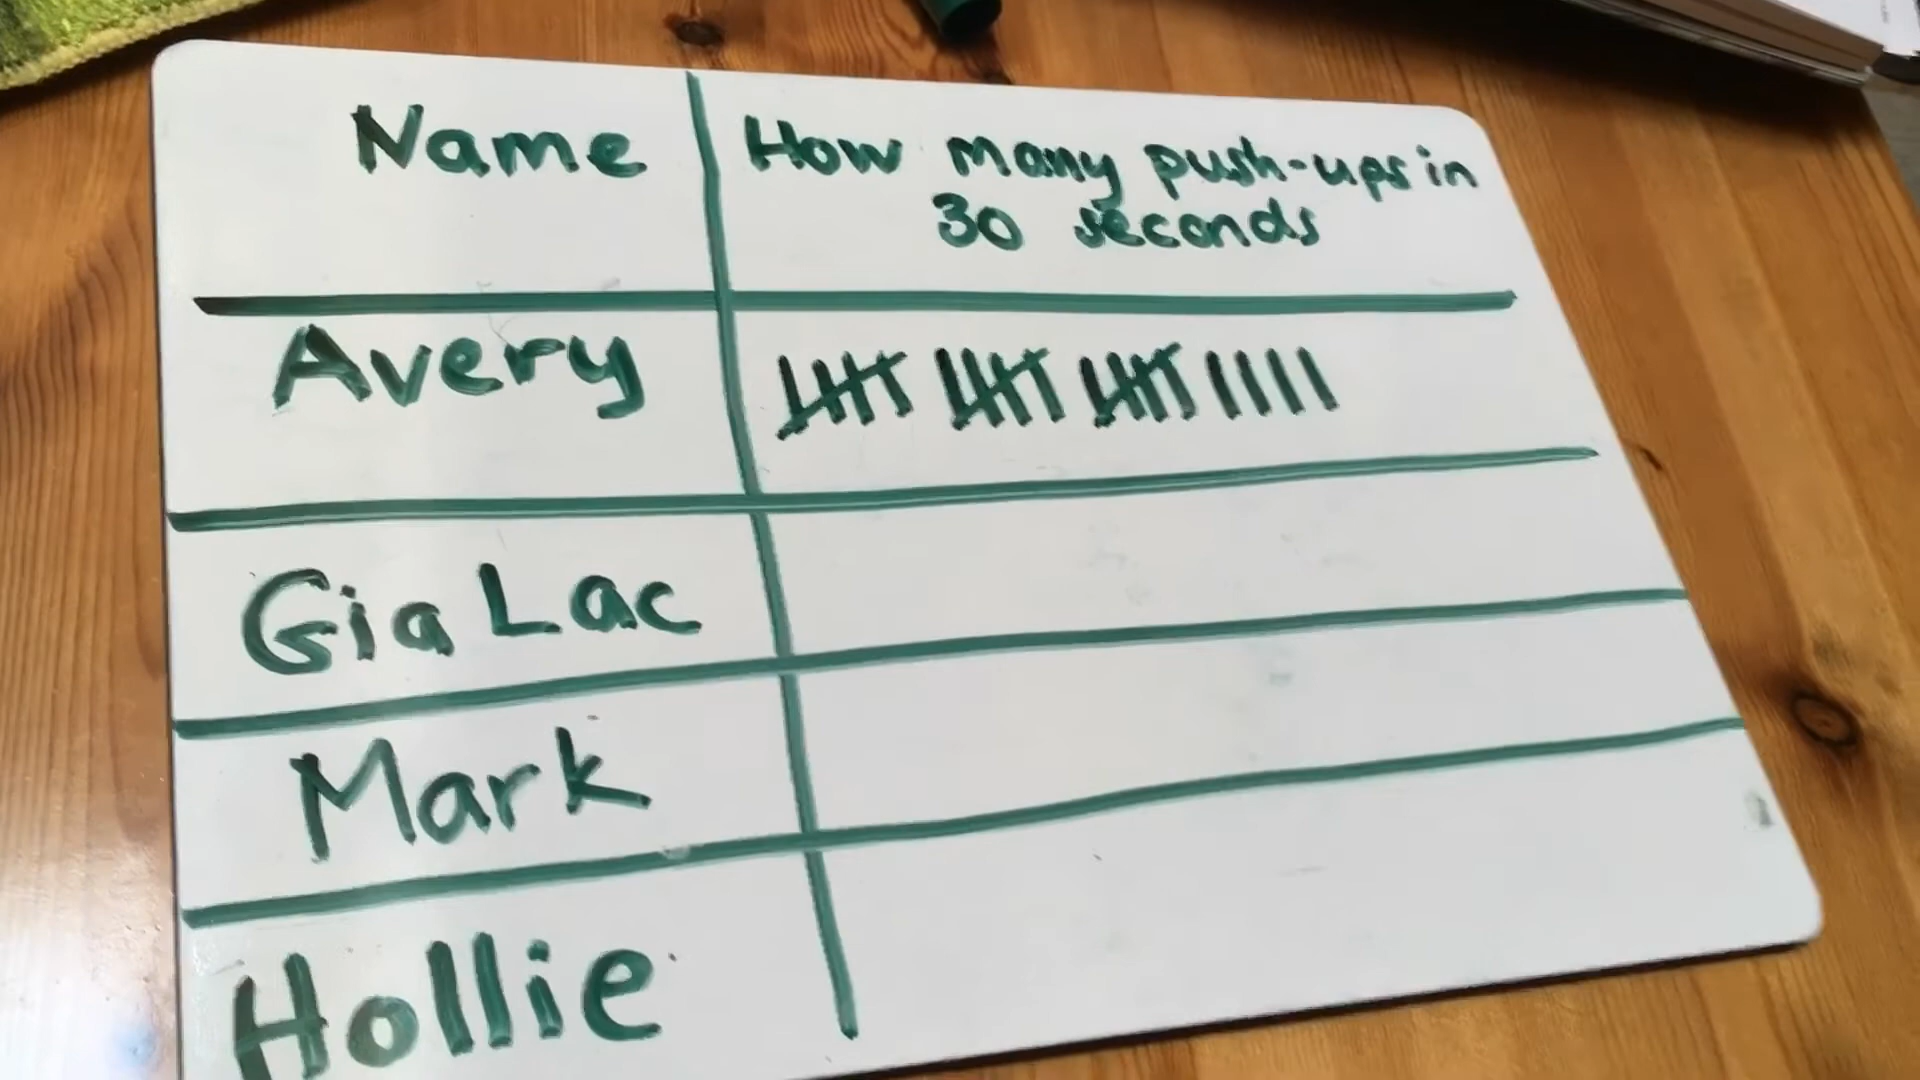 Name
How many push-ups in
30 seconds
Avery
Gia Lac
Mark
Hollie